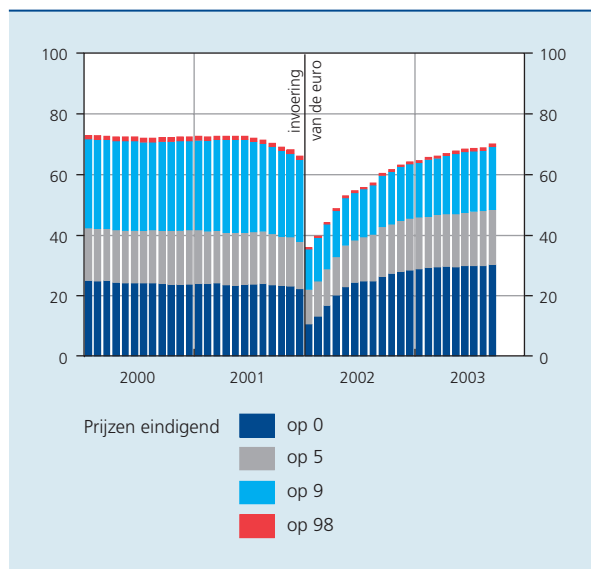 100 100
80 80
60 60
40 40
20 20
0 0
invoering
van de euro
2000 2001 2002 2003
Prijzen eindigend
op 0
op 5
op 9
op 98